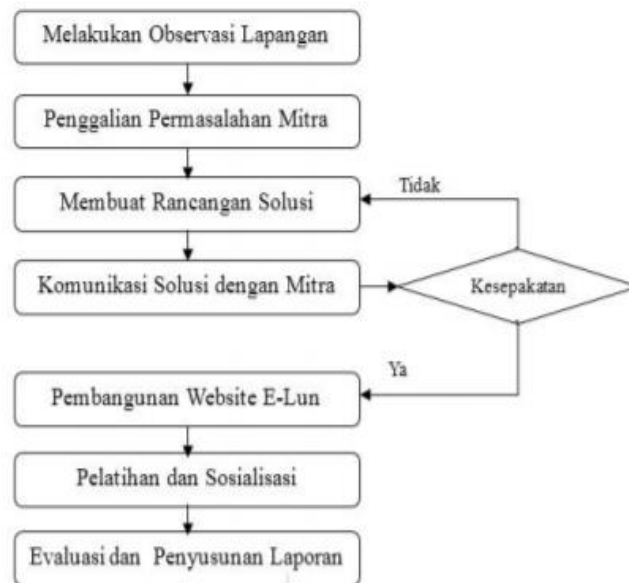 Melakukan Observasi Lapangan
Penggalian Permasalahan Mitra
Membuat Rancangan Solusi
Tidak
Komunikasi Solusi dengan Mitra
Kesepakatan
Ya
Pembangunan Website E-Lun
Pelatihan dan Sosialisasi
Evaluasi dan Penyusunan Laporan